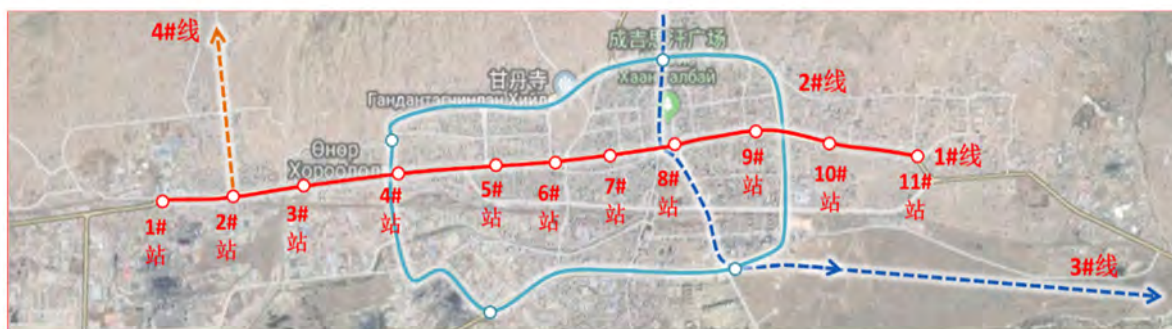 4#线
成吉思汗广场
Хаан талбай
甘丹寺
Гандантэгчинлэн Хийд
2#线
Өнөр
Хороолол
1#线
1#
站
2#
站
3#
站
4#
站
5#
站
6#
站
7#
站
8#
站
9#
站
10#
站
11#
站
3#线